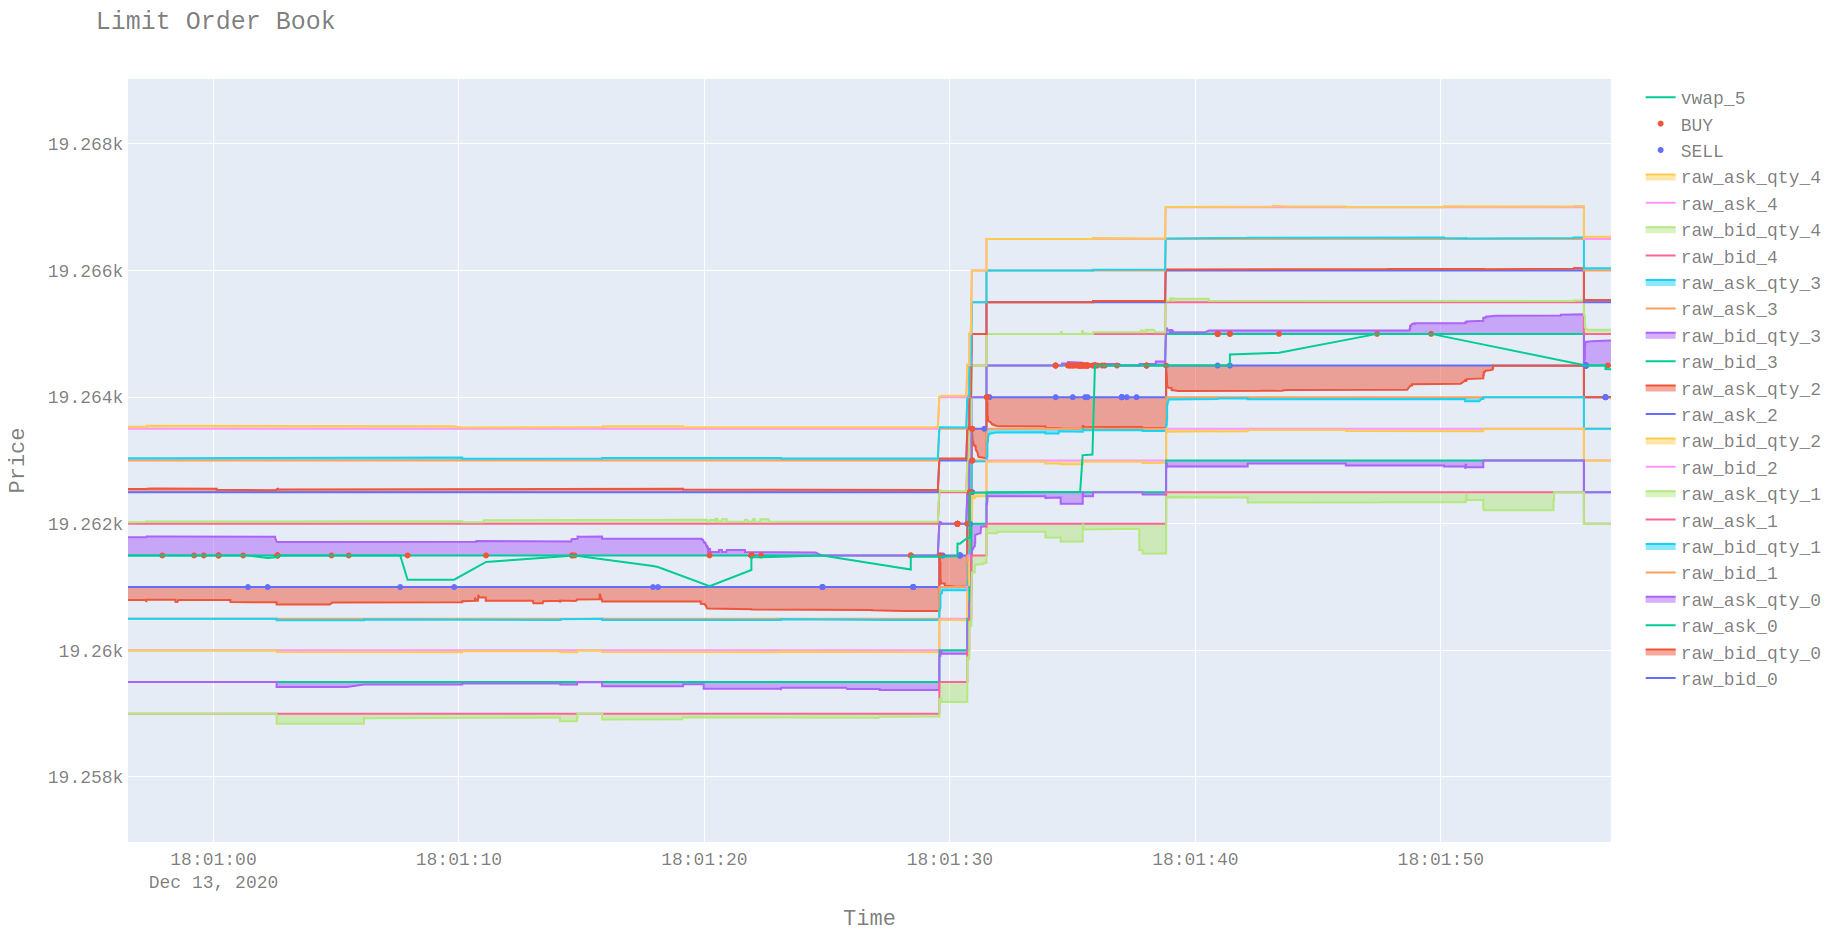 Limit Order Book
Price
19.268k
19.266k
19.264k
19.262k
19.26k
19.258k
18:01:00
18:01:10
18:01:20
18:01:30
18:01:40
18:01:50
Dec 13, 2020
Time
vwap_5
BUY
SELL
raw_ask_qty_4
raw_ask_4
raw_bid_qty_4
raw_bid_4
raw_ask_qty_3
raw_ask_3
raw_bid_qty_3
raw_bid_3
raw_ask_qty_2
raw_ask_2
raw_bid_qty_2
raw_bid_2
raw_ask_qty_1
raw_ask_1
raw_bid_qty_1
raw_bid_1
raw_ask_qty_0
raw_ask_0
raw_bid_qty_0
raw_bid_0